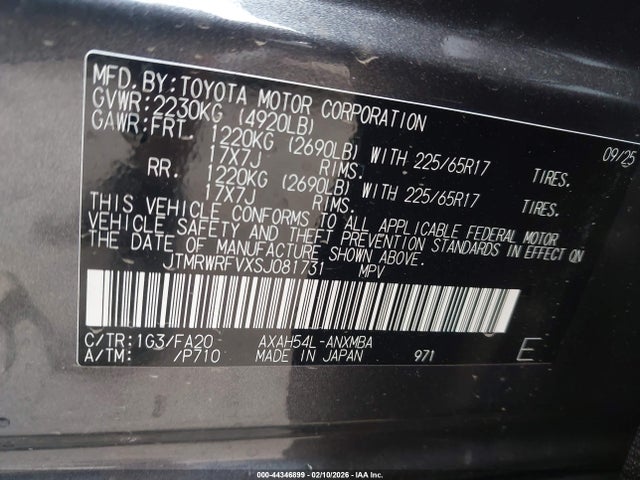 MFD. BY: TOYOTA MOTOR CORPORATION 09/25
GVWR: 2230KG (4920LB)
GAWR: FRT. 1220KG (2690LB) WITH 225/65R17 TIRES.
17X7J RIMS.
RR. 1220KG (2690LB) WITH 225/65R17 TIRES.
17X7J RIMS.
THIS VEHICLE CONFORMS TO ALL APPLICABLE FEDERAL MOTOR
VEHICLE SAFETY AND THEFT PREVENTION STANDARDS IN EFFECT ON
THE DATE OF MANUFACTURE SHOWN ABOVE.
JTMRWRFVXSJ081731 MPV
C/TR: 1G3/FA20 AXAH54L-ANXMBA
A/TM: /P710 MADE IN JAPAN 971 E
000-44346899 - 02/10/2026 - IAA Inc.